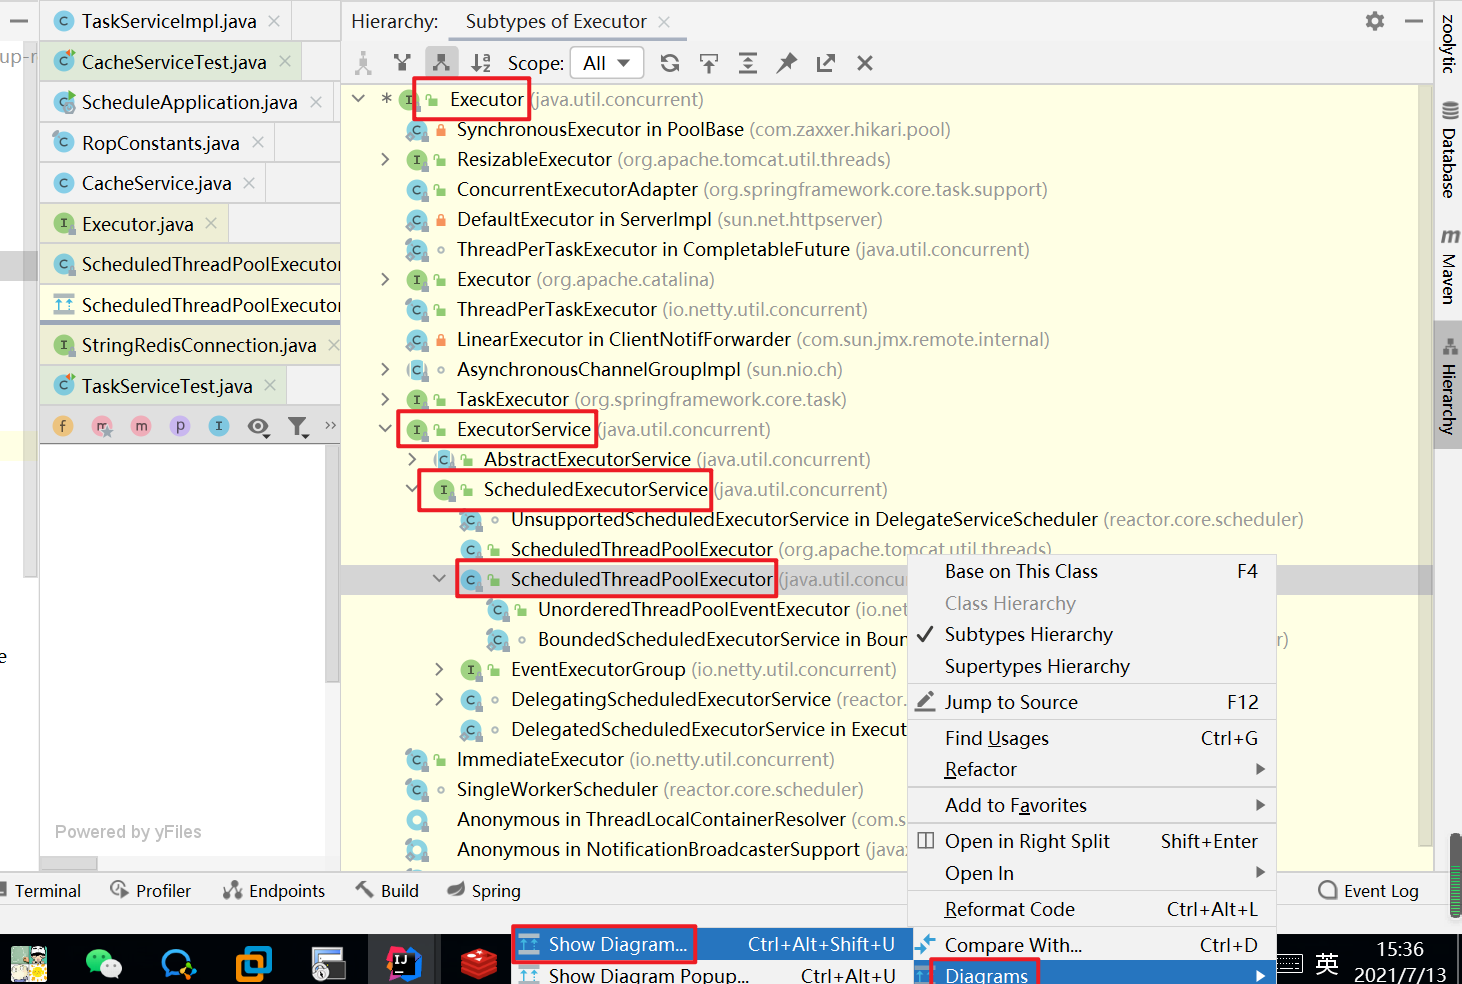 up-r
TaskServiceImpl.java
CacheServiceTest.java
ScheduleApplication.java
RopConstants.java
CacheService.java
Executor.java
ScheduledThreadPoolExecutor
ScheduledThreadPoolExecutor
StringRedisConnection.java
TaskServiceTest.java
f m m p I
e
Powered by yFiles
Hierarchy: Subtypes of Executor
Scope: All
* Executor (java.util.concurrent)
SynchronousExecutor in PoolBase (com.zaxxer.hikari.pool)
ResizableExecutor (org.apache.tomcat.util.threads)
ConcurrentExecutorAdapter (org.springframework.core.task.support)
DefaultExecutor in ServerImpl (sun.net.httpserver)
ThreadPerTaskExecutor in CompletableFuture (java.util.concurrent)
Executor (org.apache.catalina)
ThreadPerTaskExecutor (io.netty.util.concurrent)
LinearExecutor in ClientNotifForwarder (com.sun.jmx.remote.internal)
AsynchronousChannelGroupImpl (sun.nio.ch)
TaskExecutor (org.springframework.core.task)
ExecutorService (java.util.concurrent)
AbstractExecutorService (java.util.concurrent)
ScheduledExecutorService (java.util.concurrent)
UnsupportedScheduledExecutorService in DelegateServiceScheduler (reactor.core.scheduler)
ScheduledThreadPoolExecutor (org.apache.tomcat.util.threads)
ScheduledThreadPoolExecutor (java.util.concu
UnorderedThreadPoolEventExecutor (io.net
BoundedScheduledExecutorService in Boun r)
EventExecutorGroup (io.netty.util.concurrent)
DelegatingScheduledExecutorService (reactor.
DelegatedScheduledExecutorService in Execut
ImmediateExecutor (io.netty.util.concurrent)
SingleWorkerScheduler (reactor.core.scheduler)
Anonymous in ThreadLocalContainerResolver (com.s
Anonymous in NotificationBroadcasterSupport (java
Base on This Class F4
Class Hierarchy
Subtypes Hierarchy
Supertypes Hierarchy
Jump to Source F12
Find Usages Ctrl+G
Refactor
Add to Favorites
Open in Right Split Shift+Enter
Open In
Reformat Code Ctrl+Alt+L
Compare With... Ctrl+D
Diagrams
Show Diagram... Ctrl+Alt+Shift+U
Show Diagram Popup... Ctrl+Alt+U
zoolytic
Database
m Maven
Hierarchy
Terminal Profiler Endpoints Build Spring Event Log
IJ
英
15:36
2021/7/13